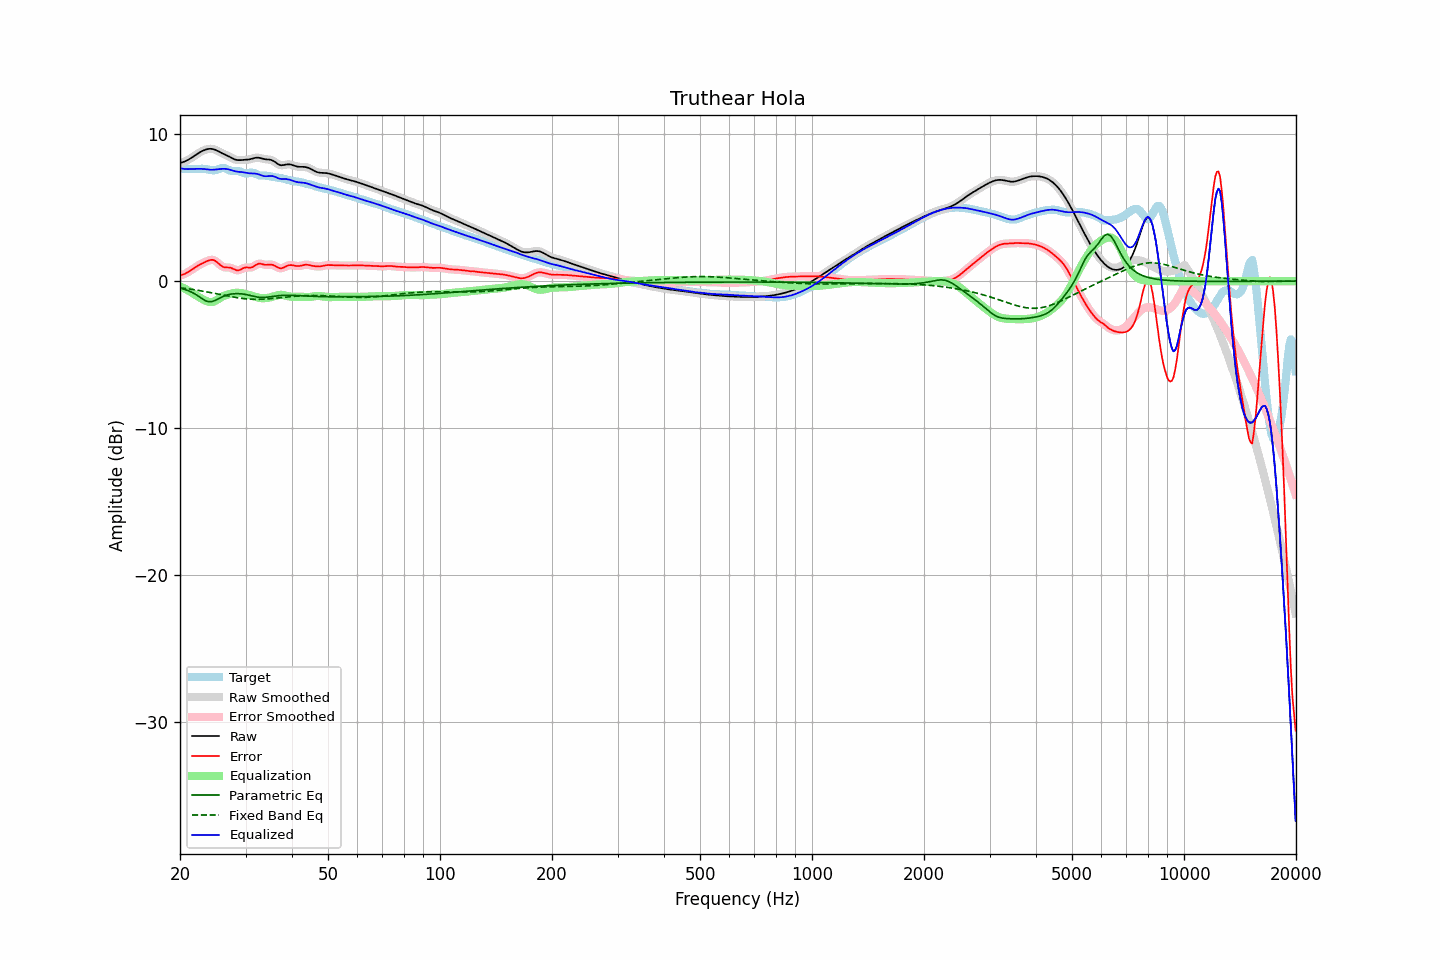 Truthear Hola
10
0
−10
−20
−30
Amplitude (dBr)
Target
Raw Smoothed
Error Smoothed
Raw
Error
Equalization
Parametric Eq
Fixed Band Eq
Equalized
20 50 100 200 500 1000 2000 5000 10000 20000
Frequency (Hz)